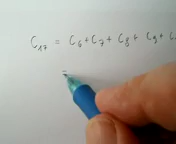 C₁₇ = C₆ + C₇ + C₈ + C₉ + C
=